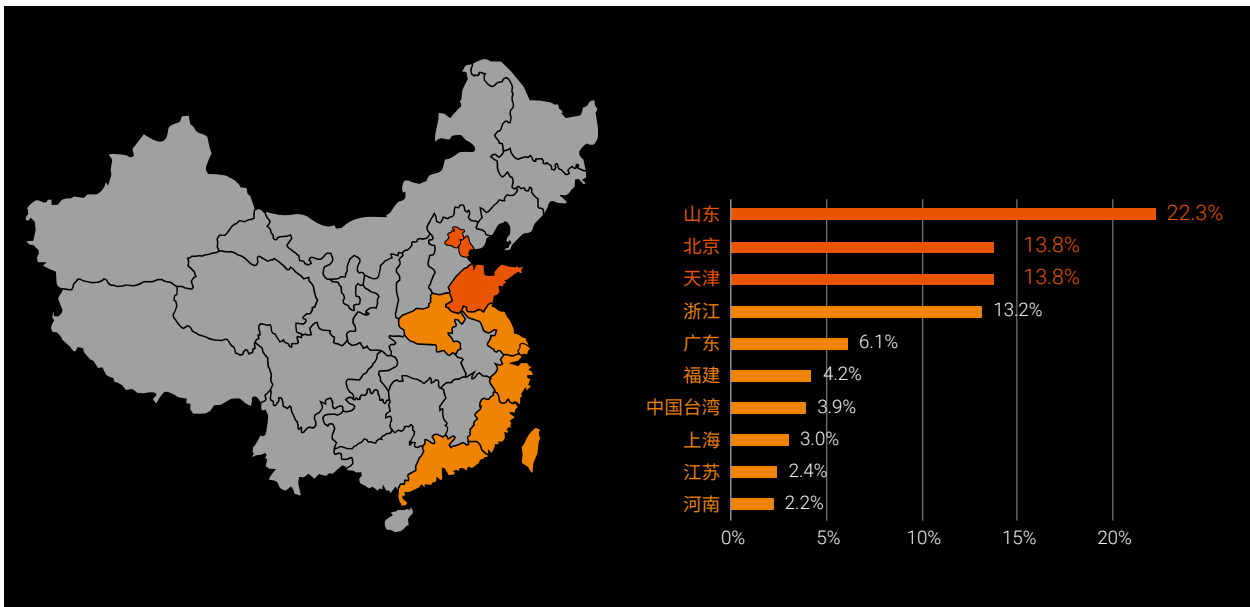 山东 22.3%
北京 13.8%
天津 13.8%
浙江 13.2%
广东 6.1%
福建 4.2%
中国台湾 3.9%
上海 3.0%
江苏 2.4%
河南 2.2%
0% 5% 10% 15% 20%